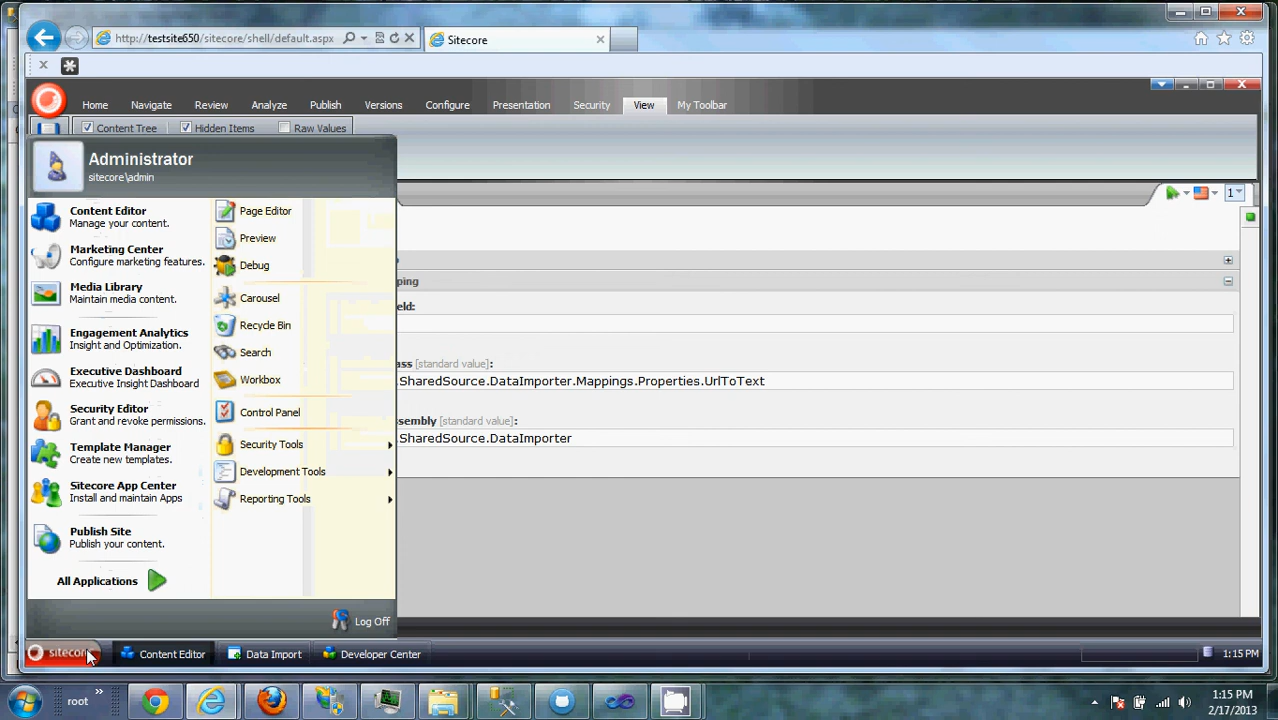 http://testsite650/sitecore/shell/default.aspx
Sitecore
Home Navigate Review Analyze Publish Versions Configure Presentation Security View My Toolbar
Content Tree Hidden Items Raw Values
Administrator
sitecore\admin
Content Editor
Manage your content.
Marketing Center
Configure marketing features.
Media Library
Maintain media content.
Engagement Analytics
Insight and Optimization.
Executive Dashboard
Executive Insight Dashboard
Security Editor
Grant and revoke permissions.
Template Manager
Create new templates.
Sitecore App Center
Install and maintain Apps
Publish Site
Publish your content.
All Applications
Page Editor
Preview
Debug
Carousel
Recycle Bin
Search
Workbox
Control Panel
Security Tools
Development Tools
Reporting Tools
Log Off
1
ping
eld:
ass [standard value]:
.SharedSource.DataImporter.Mappings.Properties.UrlToText
ssembly [standard value]:
.SharedSource.DataImporter
sitecore Content Editor Data Import Developer Center 1:15 PM
root
1:15 PM
2/17/2013